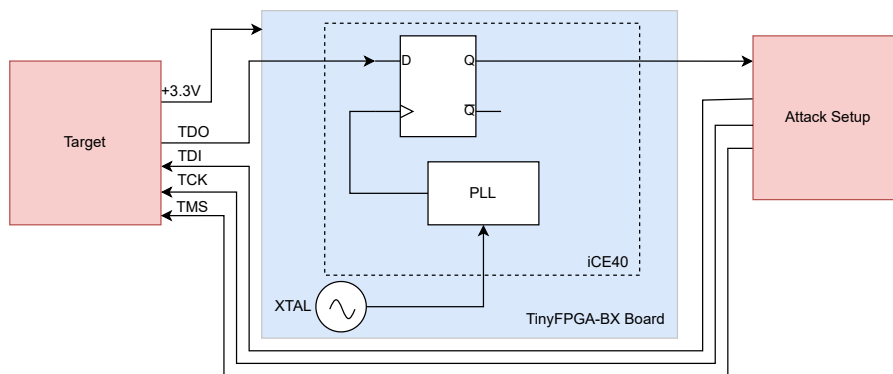 +3.3V
D
Q
Q̅
Target
TDO
Attack Setup
TDI
TCK
TMS
PLL
iCE40
XTAL
TinyFPGA-BX Board